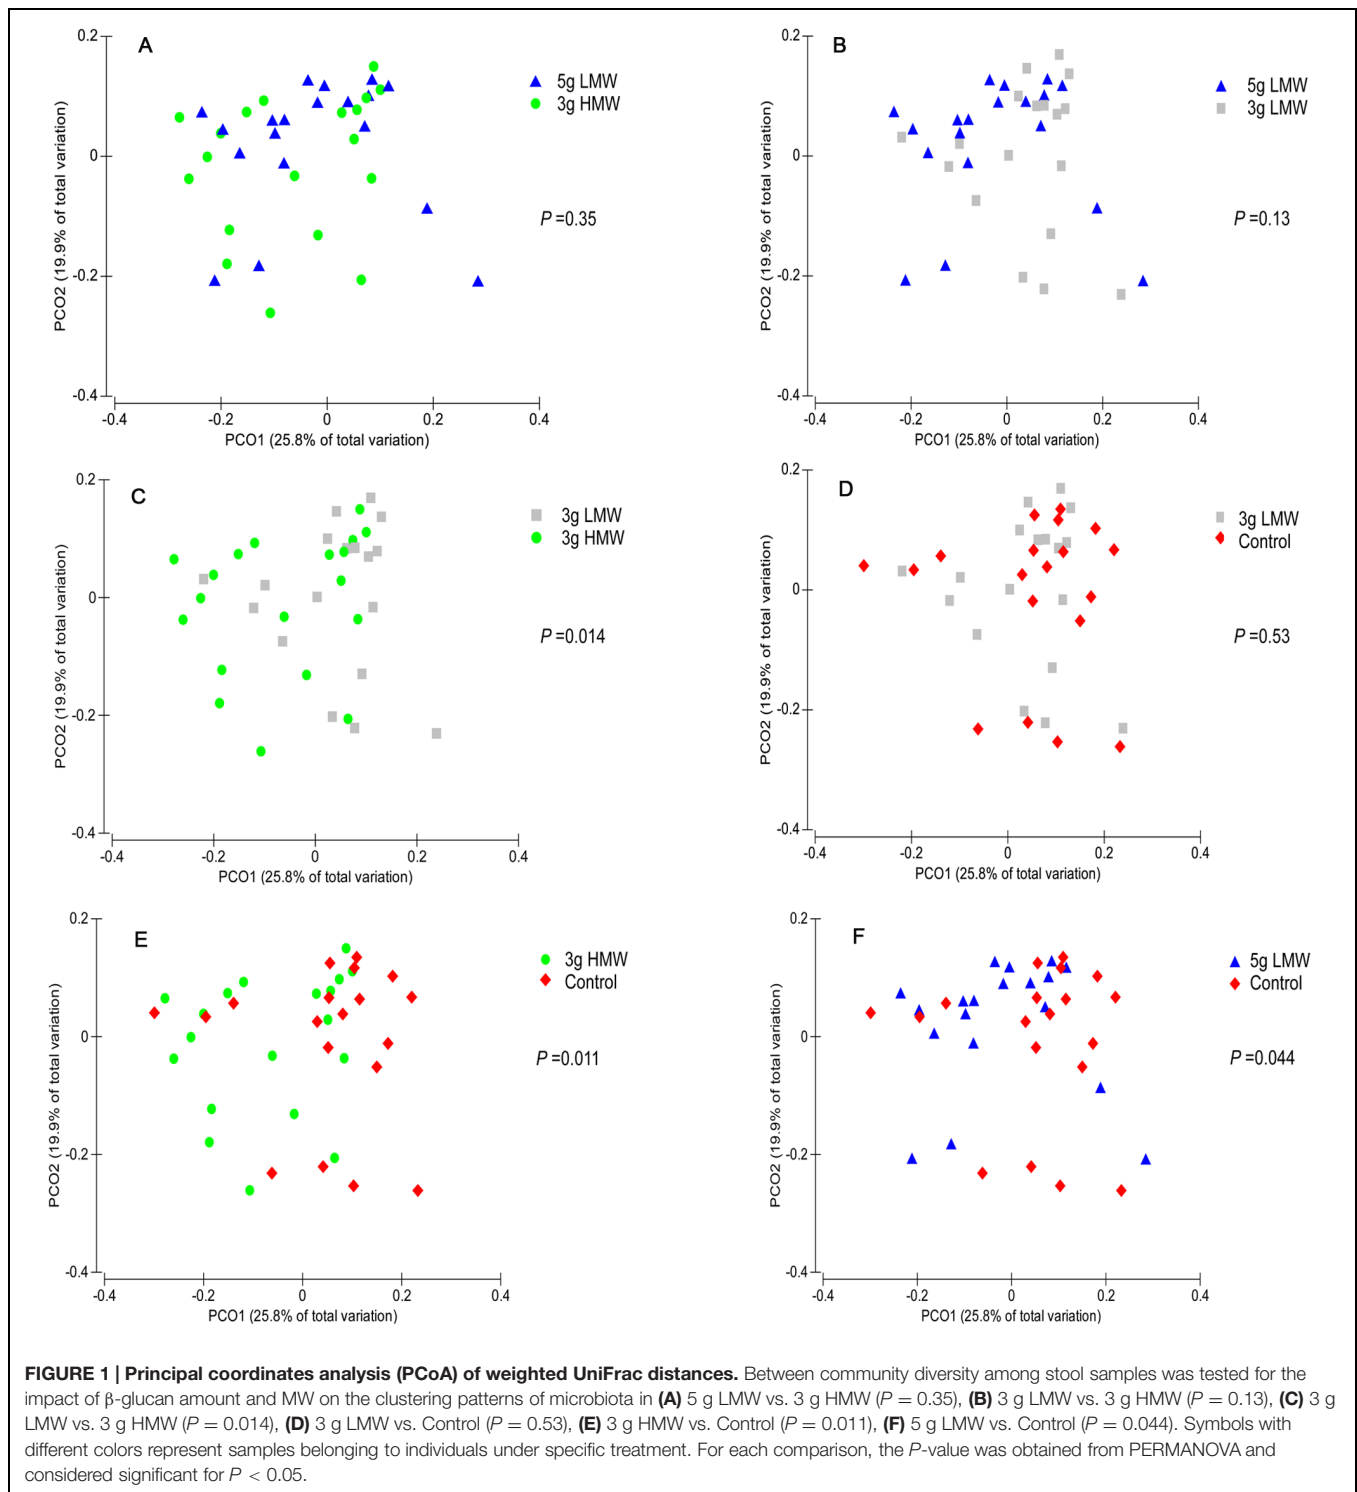 A
0.2
0
-0.2
-0.4
PCO2 (19.9% of total variation)
-0.4 -0.2 0 0.2 0.4
PCO1 (25.8% of total variation)
5g LMW
3g HMW
P =0.35
B
0.2
0
-0.2
-0.4
PCO2 (19.9% of total variation)
-0.4 -0.2 0 0.2 0.4
PCO1 (25.8% of total variation)
5g LMW
3g LMW
P =0.13
C
0.2
0
-0.2
-0.4
PCO2 (19.9% of total variation)
-0.4 -0.2 0 0.2 0.4
PCO1 (25.8% of total variation)
3g LMW
3g HMW
P =0.014
D
0.2
0
-0.2
-0.4
PCO2 (19.9% of total variation)
-0.4 -0.2 0 0.2 0.4
PCO1 (25.8% of total variation)
3g LMW
Control
P =0.53
E
0.2
0
-0.2
-0.4
PCO2 (19.9% of total variation)
-0.4 -0.2 0 0.2 0.4
PCO1 (25.8% of total variation)
3g HMW
Control
P =0.011
F
0.2
0
-0.2
-0.4
PCO2 (19.9% of total variation)
-0.4 -0.2 0 0.2 0.4
PCO1 (25.8% of total variation)
5g LMW
Control
P =0.044
FIGURE 1 | Principal coordinates analysis (PCoA) of weighted UniFrac distances. Between community diversity among stool samples was tested for the
impact of β-glucan amount and MW on the clustering patterns of microbiota in (A) 5 g LMW vs. 3 g HMW (P = 0.35), (B) 3 g LMW vs. 3 g HMW (P = 0.13), (C) 3 g
LMW vs. 3 g HMW (P = 0.014), (D) 3 g LMW vs. Control (P = 0.53), (E) 3 g HMW vs. Control (P = 0.011), (F) 5 g LMW vs. Control (P = 0.044). Symbols with
different colors represent samples belonging to individuals under specific treatment. For each comparison, the P-value was obtained from PERMANOVA and
considered significant for P < 0.05.